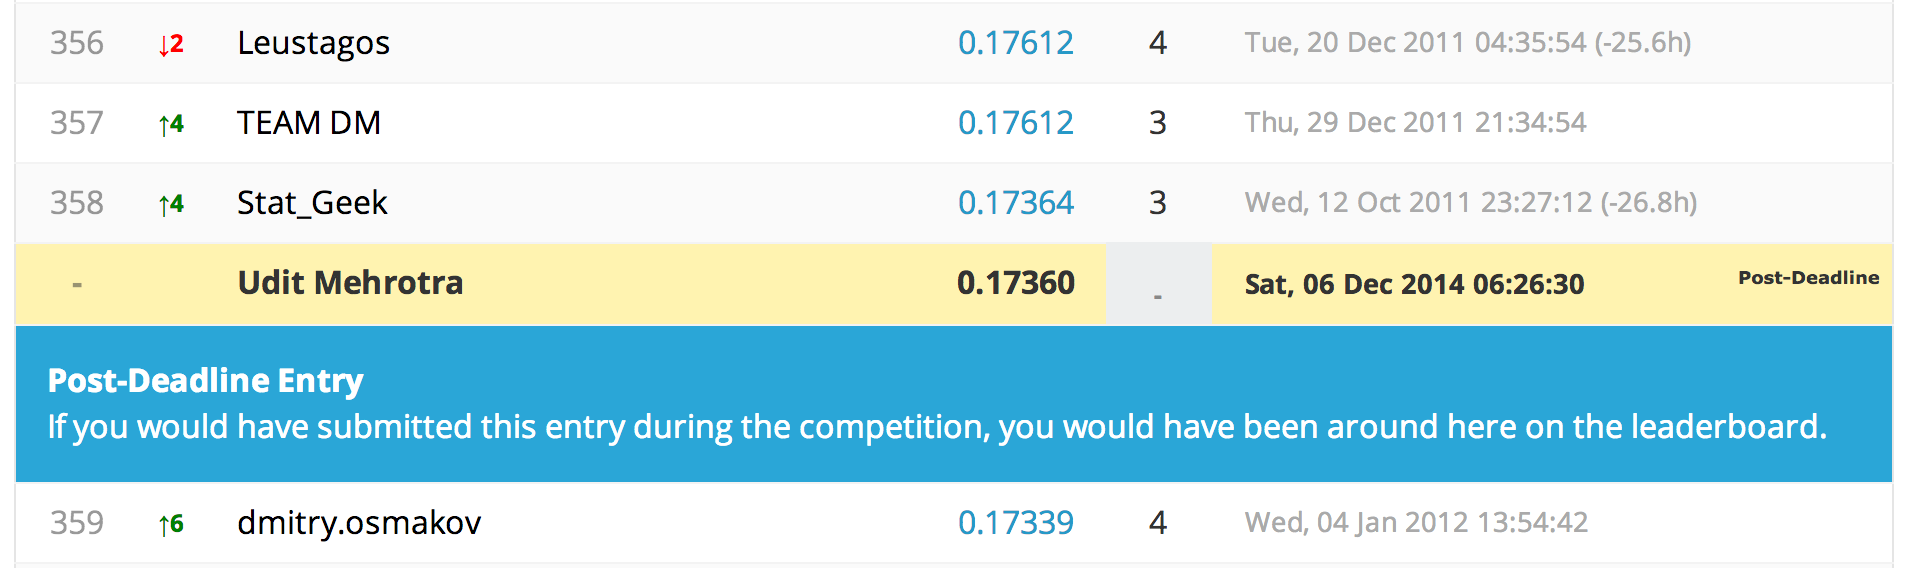 356 ↓2 Leustagos 0.17612 4 Tue, 20 Dec 2011 04:35:54 (-25.6h)
357 ↑4 TEAM DM 0.17612 3 Thu, 29 Dec 2011 21:34:54
358 ↑4 Stat_Geek 0.17364 3 Wed, 12 Oct 2011 23:27:12 (-26.8h)
- Udit Mehrotra 0.17360 - Sat, 06 Dec 2014 06:26:30 Post-Deadline
Post-Deadline Entry
If you would have submitted this entry during the competition, you would have been around here on the leaderboard.
359 ↑6 dmitry.osmakov 0.17339 4 Wed, 04 Jan 2012 13:54:42